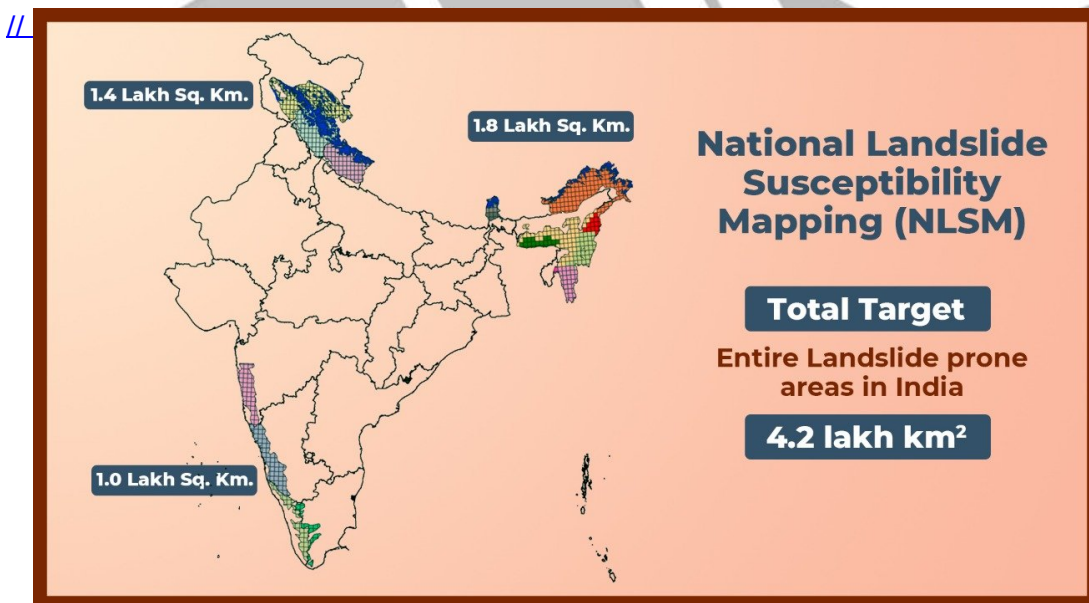 //
1.4 Lakh Sq. Km.
1.8 Lakh Sq. Km.
National Landslide
Susceptibility
Mapping (NLSM)
Total Target
Entire Landslide prone
areas in India
4.2 lakh km²
1.0 Lakh Sq. Km.